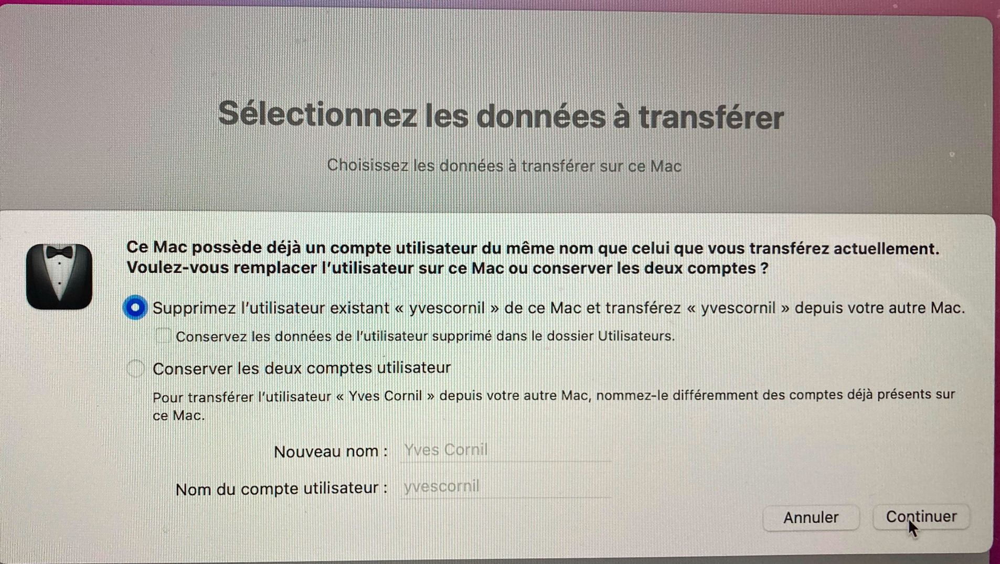 Sélectionnez les données à transférer
Choisissez les données à transférer sur ce Mac
Ce Mac possède déjà un compte utilisateur du même nom que celui que vous transférez actuellement.
Voulez-vous remplacer l'utilisateur sur ce Mac ou conserver les deux comptes ?
Supprimez l'utilisateur existant « yvescornil » de ce Mac et transférez « yvescornil » depuis votre autre Mac.
Conservez les données de l'utilisateur supprimé dans le dossier Utilisateurs.
Conserver les deux comptes utilisateur
Pour transférer l'utilisateur « Yves Cornil » depuis votre autre Mac, nommez-le différemment des comptes déjà présents sur
ce Mac.
Nouveau nom : Yves Cornil
Nom du compte utilisateur : yvescornil
Annuler Continuer